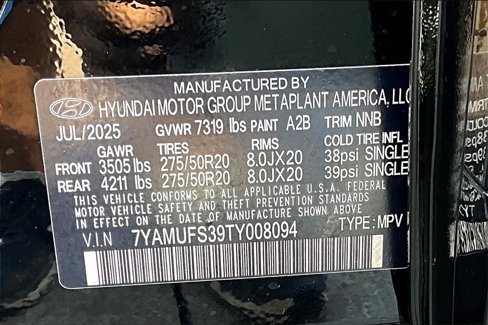 MANUFACTURED BY
HYUNDAI MOTOR GROUP METAPLANT AMERICA, LLC
JUL/2025 GVWR 7319 lbs PAINT A2B TRIM NNB
GAWR TIRES RIMS COLD TIRE INFL
FRONT 3505 lbs 275/50R20 8.0JX20 38psi SINGLE
REAR 4211 lbs 275/50R20 8.0JX20 39psi SINGLE
THIS VEHICLE CONFORMS TO ALL APPLICABLE U.S.A. FEDERAL
MOTOR VEHICLE SAFETY AND THEFT PREVENTION STANDARDS
IN EFFECT ON THE DATE OF MANUFACTURE SHOWN ABOVE.
V.I.N 7YAMUFS39TY008094 TYPE : MPV